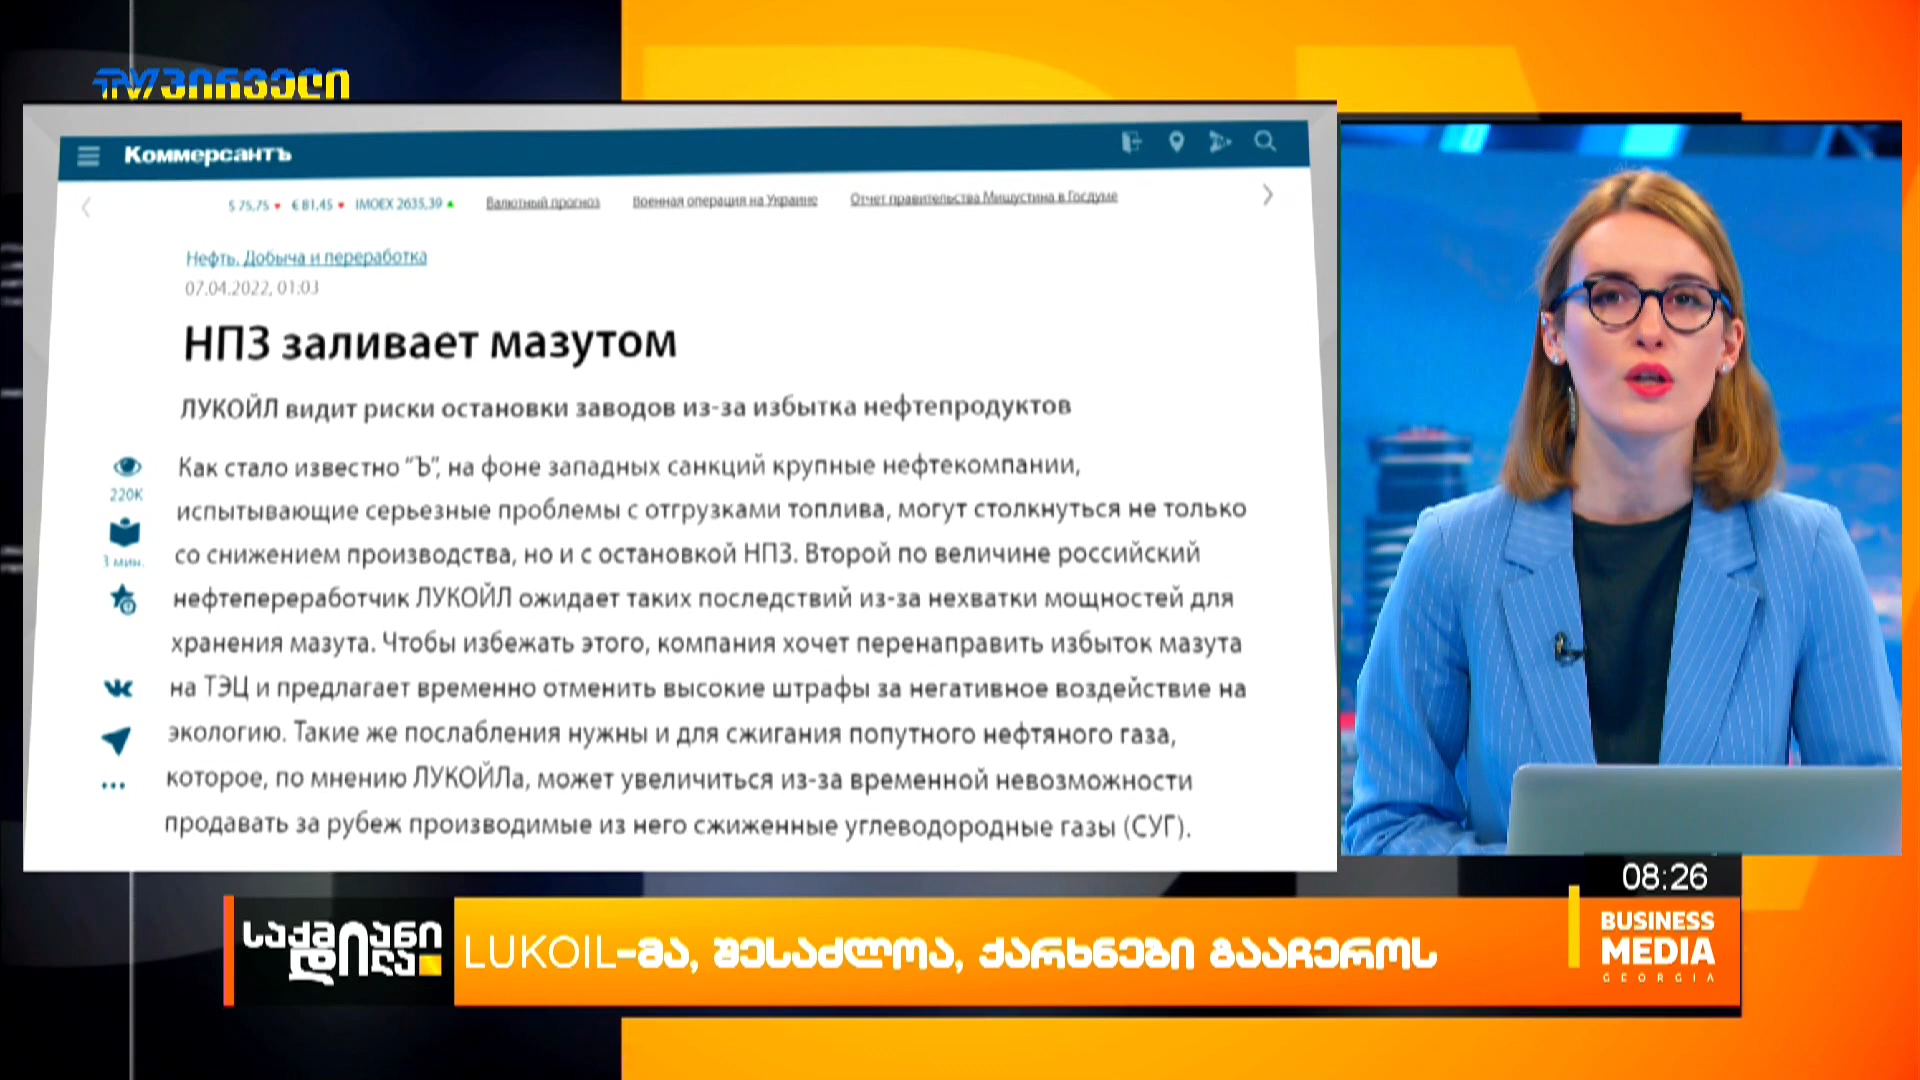 TV პირველი
Коммерсантъ
$ 75,75 € 81,45 IMOEX 2635,39 Валютный прогноз Военная операция на Украине Отчет правительства Мишустина в Госдуме
Нефть. Добыча и переработка
07.04.2022, 01:03
НПЗ заливает мазутом
ЛУКОЙЛ видит риски остановки заводов из-за избытка нефтепродуктов
Как стало известно “Ъ”, на фоне западных санкций крупные нефтекомпании,
испытывающие серьезные проблемы с отгрузками топлива, могут столкнуться не только
со снижением производства, но и с остановкой НПЗ. Второй по величине российский
нефтепереработчик ЛУКОЙЛ ожидает таких последствий из-за нехватки мощностей для
хранения мазута. Чтобы избежать этого, компания хочет перенаправить избыток мазута
на ТЭЦ и предлагает временно отменить высокие штрафы за негативное воздействие на
экологию. Такие же послабления нужны и для сжигания попутного нефтяного газа,
которое, по мнению ЛУКОЙЛа, может увеличиться из-за временной невозможности
продавать за рубеж производимые из него сжиженные углеводородные газы (СУГ).
220K
3 мин.
08:26
საქმიანი
დილა
LUKOIL-მა, შესაძლოა, ქარხნები გააჩეროს
BUSINESS
MEDIA
GEORGIA